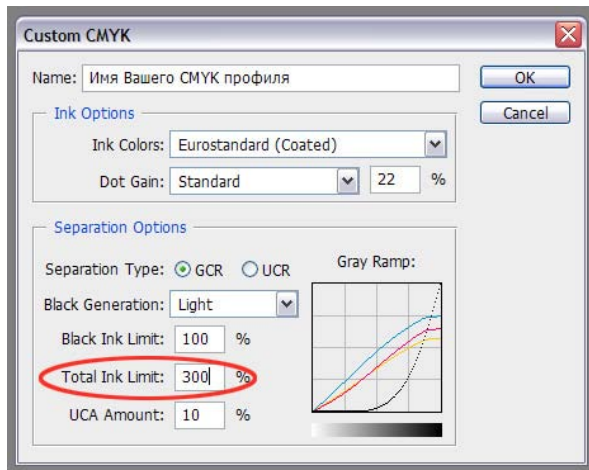 Custom CMYK
Name: Имя Вашего CMYK профиля
OK
Cancel
Ink Options
Ink Colors: Eurostandard (Coated)
Dot Gain: Standard 22 %
Separation Options
Separation Type: GCR UCR
Gray Ramp:
Black Generation: Light
Black Ink Limit: 100 %
Total Ink Limit: 300 %
UCA Amount: 10 %